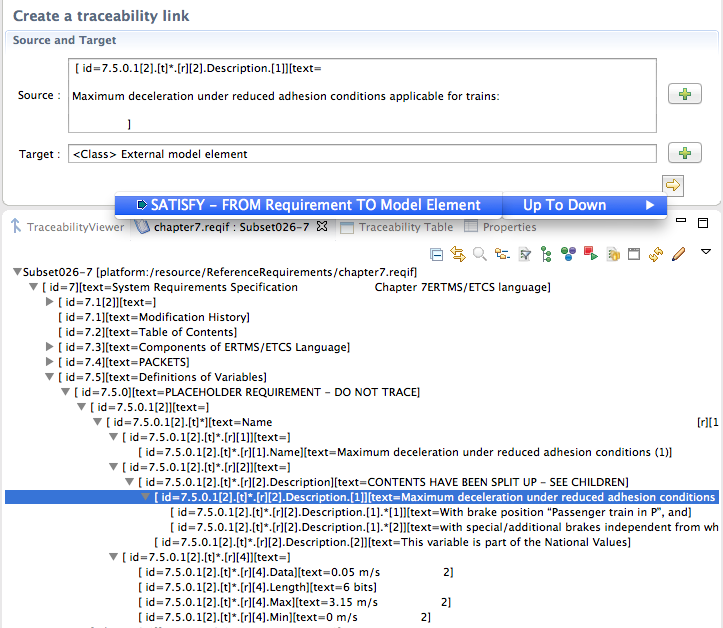 Create a traceability link
Source and Target
[ id=7.5.0.1[2].[t]*.[r][2].Description.[1]][text=
Source :
Maximum deceleration under reduced adhesion conditions applicable for trains:
]
Target : <Class> External model element
SATISFY - FROM Requirement TO Model Element Up To Down
TraceabilityViewer chapter7.reqif : Subset026-7 Traceability Table Properties
Subset026-7 [platform:/resource/ReferenceRequirements/chapter7.reqif]
[ id=7][text=System Requirements Specification Chapter 7ERTMS/ETCS language]
[ id=7.1[2]][text=]
[ id=7.1][text=Modification History]
[ id=7.2][text=Table of Contents]
[ id=7.3][text=Components of ERTMS/ETCS Language]
[ id=7.4][text=PACKETS]
[ id=7.5][text=Definitions of Variables]
[ id=7.5.0][text=PLACEHOLDER REQUIREMENT - DO NOT TRACE]
[ id=7.5.0.1[2]][text=]
[ id=7.5.0.1[2].[t]*][text=Name [r][1
[ id=7.5.0.1[2].[t]*.[r][1]][text=]
[ id=7.5.0.1[2].[t]*.[r][1].Name][text=Maximum deceleration under reduced adhesion conditions (1)]
[ id=7.5.0.1[2].[t]*.[r][2]][text=]
[ id=7.5.0.1[2].[t]*.[r][2].Description][text=CONTENTS HAVE BEEN SPLIT UP - SEE CHILDREN]
[ id=7.5.0.1[2].[t]*.[r][2].Description.[1]][text=Maximum deceleration under reduced adhesion conditions
[ id=7.5.0.1[2].[t]*.[r][2].Description.[1].*[1]][text=With brake position “Passenger train in P”, and]
[ id=7.5.0.1[2].[t]*.[r][2].Description.[1].*[2]][text=with special/additional brakes independent from wh
[ id=7.5.0.1[2].[t]*.[r][2].Description.[2]][text=This variable is part of the National Values]
[ id=7.5.0.1[2].[t]*.[r][4]][text=]
[ id=7.5.0.1[2].[t]*.[r][4].Data][text=0.05 m/s 2]
[ id=7.5.0.1[2].[t]*.[r][4].Length][text=6 bits]
[ id=7.5.0.1[2].[t]*.[r][4].Max][text=3.15 m/s 2]
[ id=7.5.0.1[2].[t]*.[r][4].Min][text=0 m/s 2]